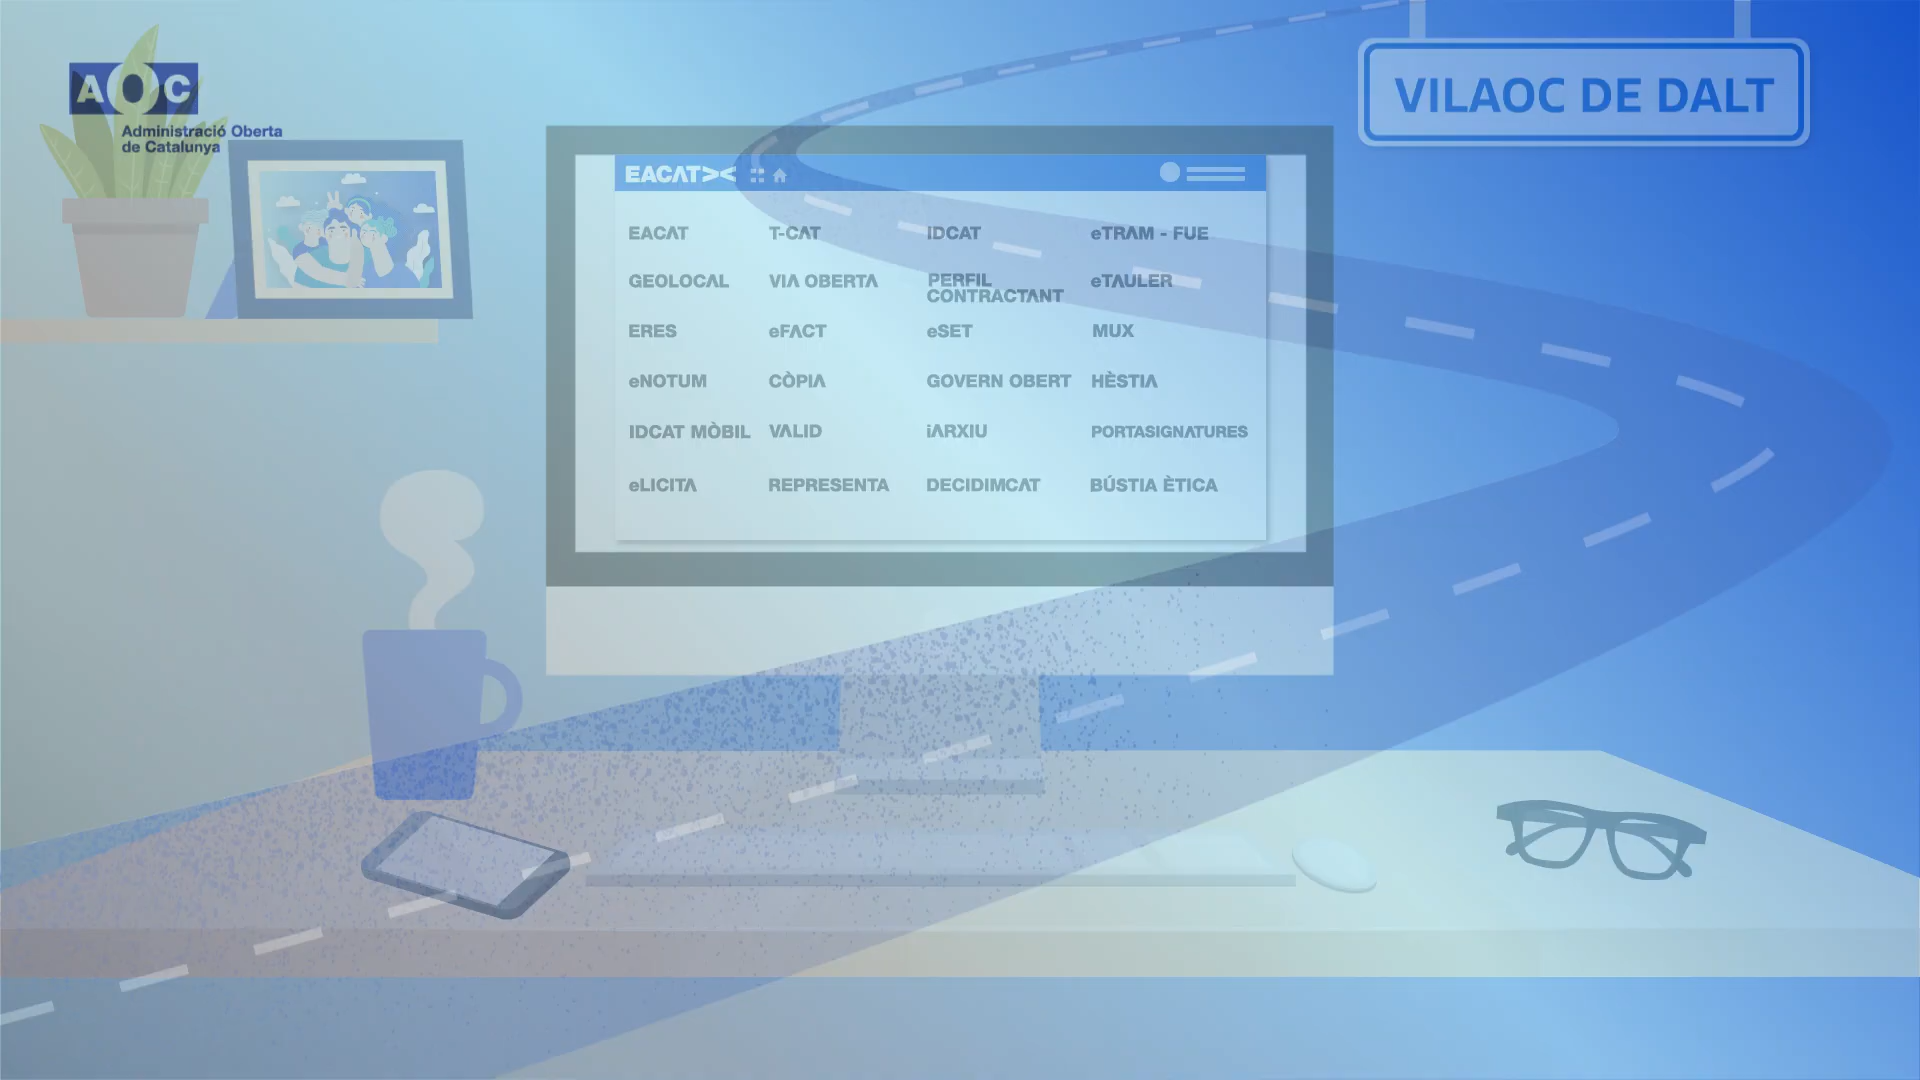 AOC
Administració Oberta
de Catalunya
VILAOC DE DALT
EACAT
EACAT T-CAT IDCAT eTRAM - FUE
GEOLOCAL VIA OBERTA PERFIL CONTRACTANT eTAULER
ERES eFACT eSET MUX
eNOTUM CÒPIA GOVERN OBERT HÈSTIA
IDCAT MÒBIL VALID iARXIU PORTASIGNATURES
eLICITA REPRESENTA DECIDIMCAT BÚSTIA ÈTICA